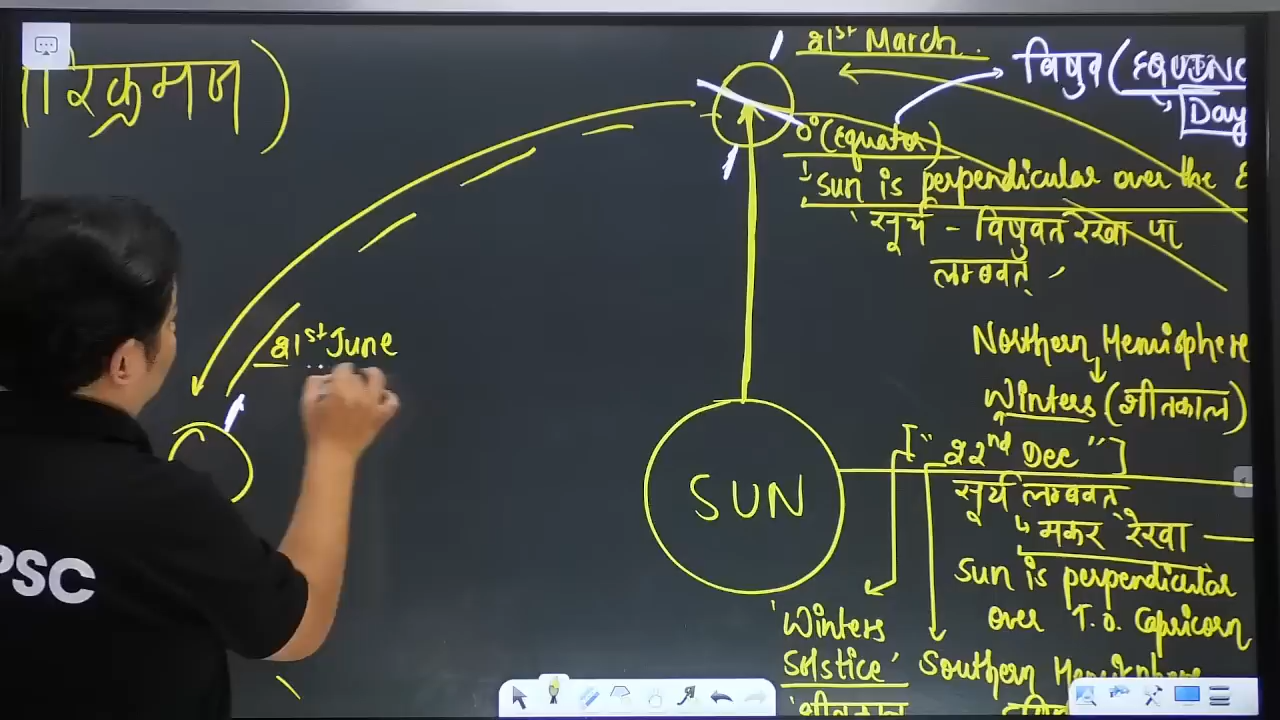 रिक्रमण)
21st March
विषुव (EQUINO
Day
0° (Equator)
Sun is perpendicular over the E
सूर्य - विषुवत रेखा पर
लम्बवत्
21st June
Northern Hemisphere
Winters (शीतकाल)
["22nd Dec"]
सूर्य लम्बवत्
मकर रेखा
SUN
Sun is perpendicular
over T.O. Capricorn
'Winters
Solstice'
Southern Hemisphere
PSC